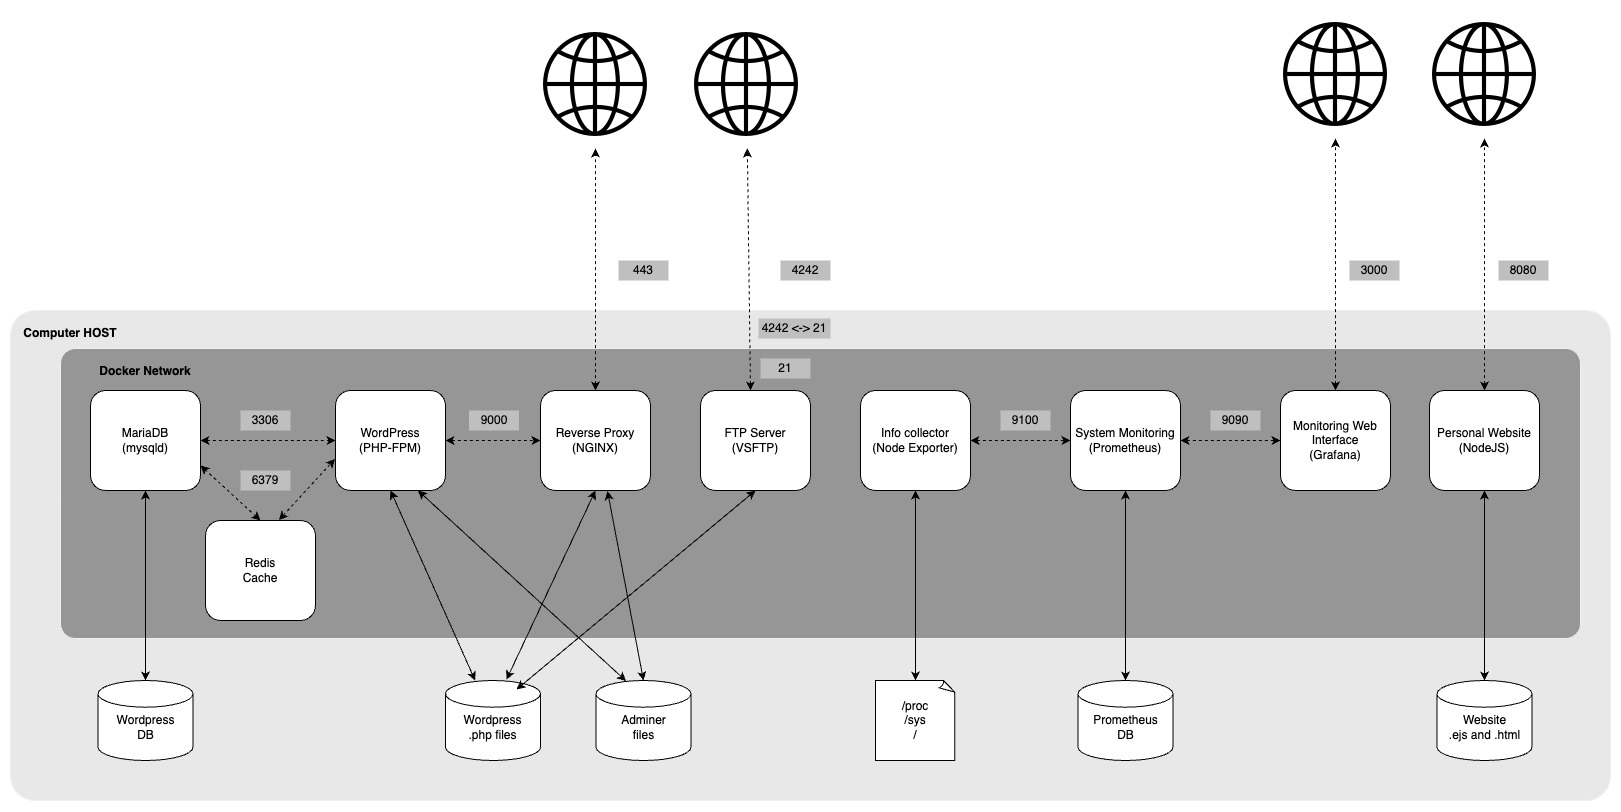 443
4242
3000
8080
Computer HOST
4242 <-> 21
21
Docker Network
MariaDB
(mysqld)
3306
WordPress
(PHP-FPM)
9000
Reverse Proxy
(NGINX)
FTP Server
(VSFTP)
Info collector
(Node Exporter)
9100
System Monitoring
(Prometheus)
9090
Monitoring Web
Interface
(Grafana)
Personal Website
(NodeJS)
6379
Redis
Cache
Wordpress
DB
Wordpress
.php files
Adminer
files
/proc
/sys
/
Prometheus
DB
Website
.ejs and .html